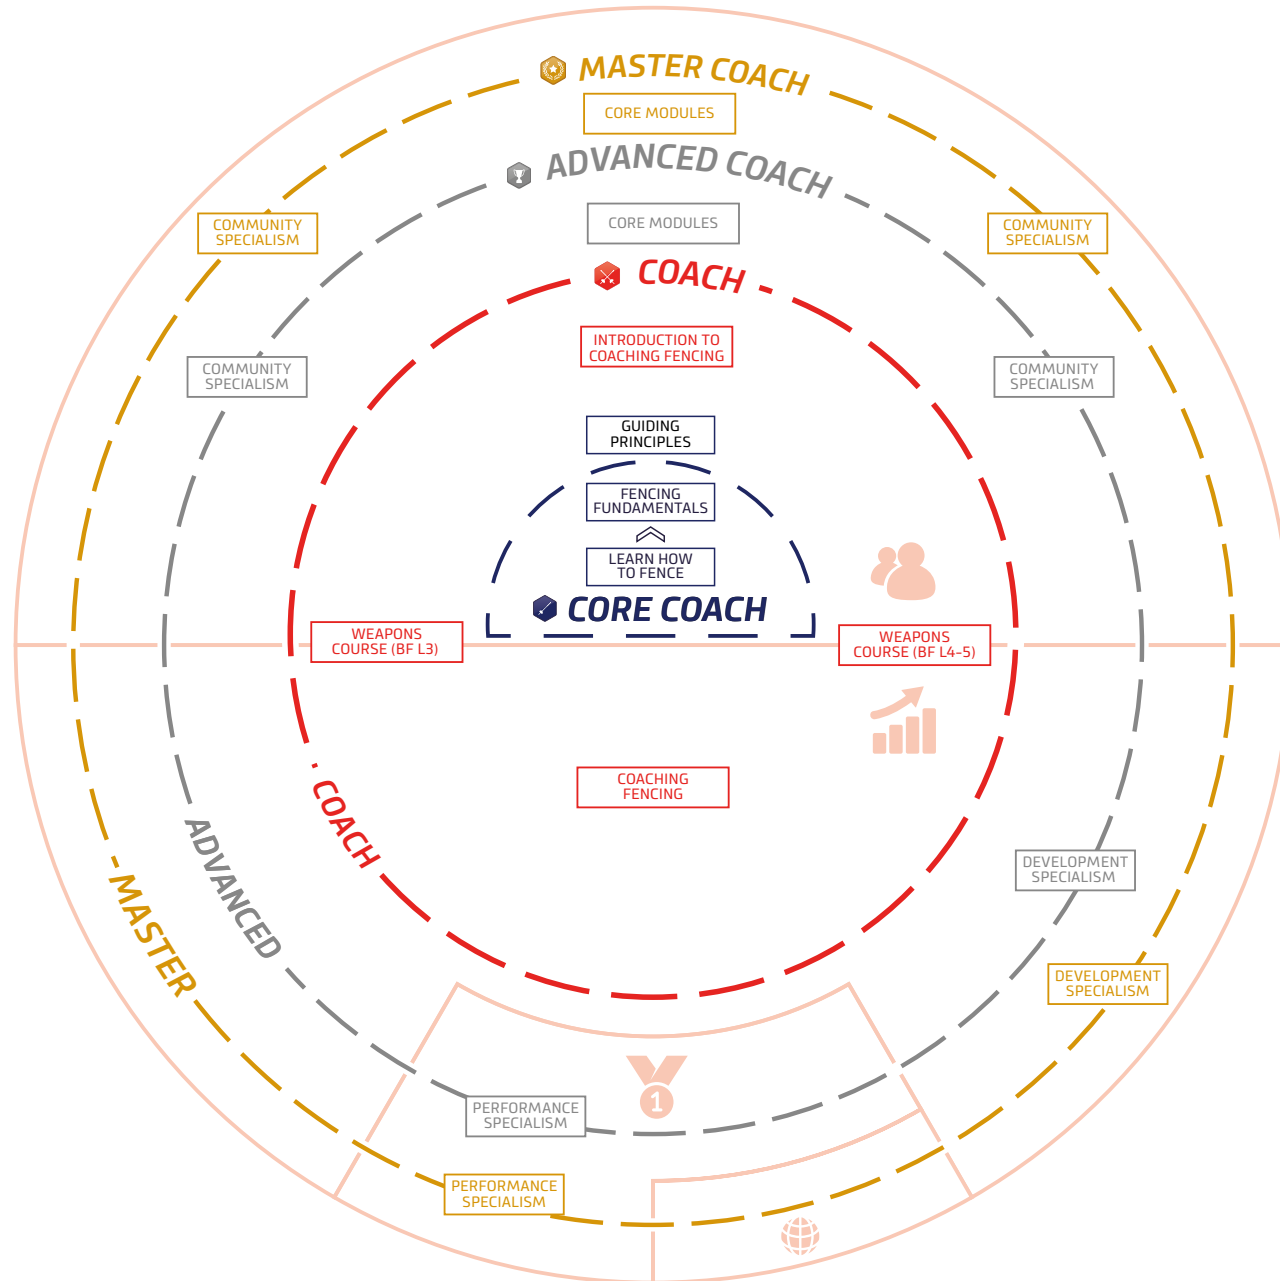 MASTER COACH
CORE MODULES
ADVANCED COACH
COMMUNITY
SPECIALISM
CORE MODULES
COMMUNITY
SPECIALISM
COACH
INTRODUCTION TO
COACHING FENCING
COMMUNITY
SPECIALISM
COMMUNITY
SPECIALISM
GUIDING
PRINCIPLES
FENCING
FUNDAMENTALS
LEARN HOW
TO FENCE
CORE COACH
WEAPONS
COURSE (BF L3)
WEAPONS
COURSE (BF L4-5)
COACHING
FENCING
COACH
ADVANCED
MASTER
DEVELOPMENT
SPECIALISM
DEVELOPMENT
SPECIALISM
1
PERFORMANCE
SPECIALISM
PERFORMANCE
SPECIALISM